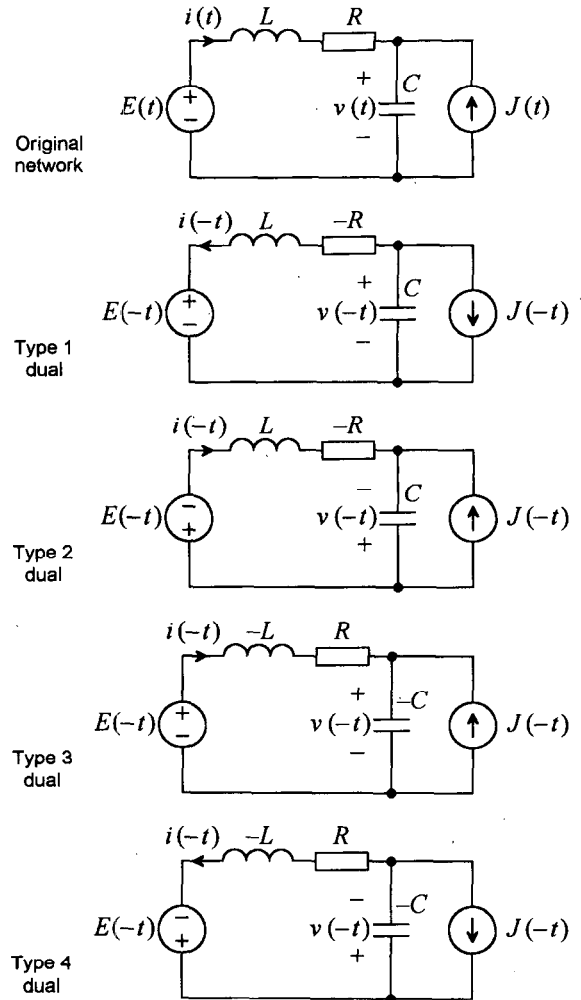 i(t) L R
+ C
E(t) + − v(t) J(t)
−
Original
network
i(−t) L −R
+ C
E(−t) + − v(−t) J(−t)
−
Type 1
dual
i(−t) L −R
− C
E(−t) − + v(−t) J(−t)
+
Type 2
dual
i(−t) −L R
+ −C
E(−t) + − v(−t) J(−t)
−
Type 3
dual
i(−t) −L R
− −C
E(−t) − + v(−t) J(−t)
+
Type 4
dual